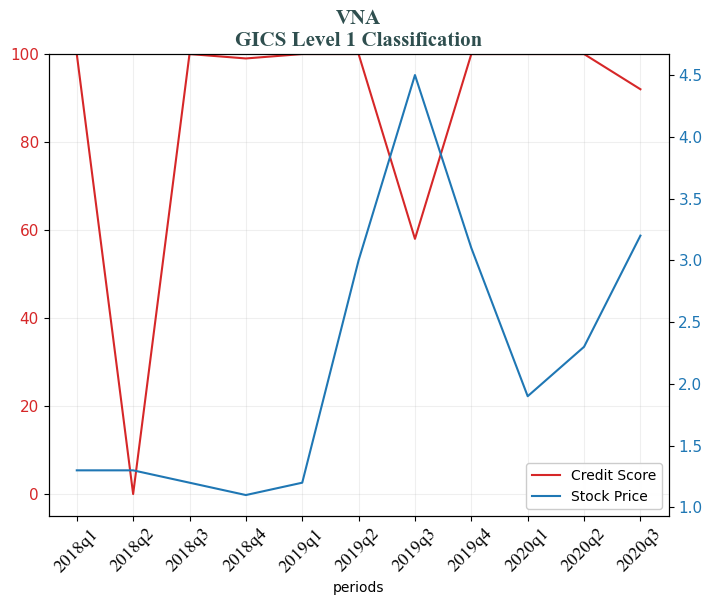 VNA
GICS Level 1 Classification
100
80
60
40
20
0
4.5
4.0
3.5
3.0
2.5
2.0
1.5
1.0
Credit Score
Stock Price
2018q1
2018q2
2018q3
2018q4
2019q1
2019q2
2019q3
2019q4
2020q1
2020q2
2020q3
periods